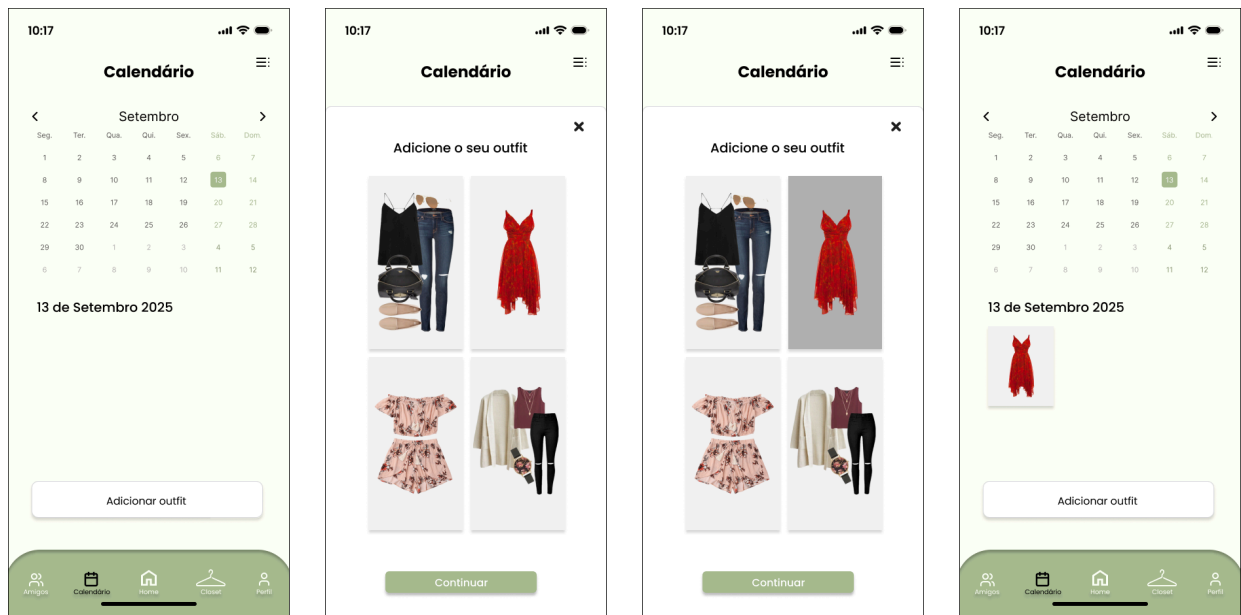 10:17
Calendário
Setembro
Seg. Ter. Qua. Qui. Sex. Sáb. Dom
1 2 3 4 5 6 7
8 9 10 11 12 13 14
15 16 17 18 19 20 21
22 23 24 25 26 27 28
29 30 1 2 3 4 5
6 7 8 9 10 11 12
13 de Setembro 2025
Adicionar outfit
Amigos Calendário Home Closet Perfil
10:17
Calendário
Adicione o seu outfit
Continuar
10:17
Calendário
Adicione o seu outfit
Continuar
10:17
Calendário
Setembro
Seg. Ter. Qua. Qui. Sex. Sáb. Dom
1 2 3 4 5 6 7
8 9 10 11 12 13 14
15 16 17 18 19 20 21
22 23 24 25 26 27 28
29 30 1 2 3 4 5
6 7 8 9 10 11 12
13 de Setembro 2025
Adicionar outfit
Amigos Calendário Home Closet Perfil